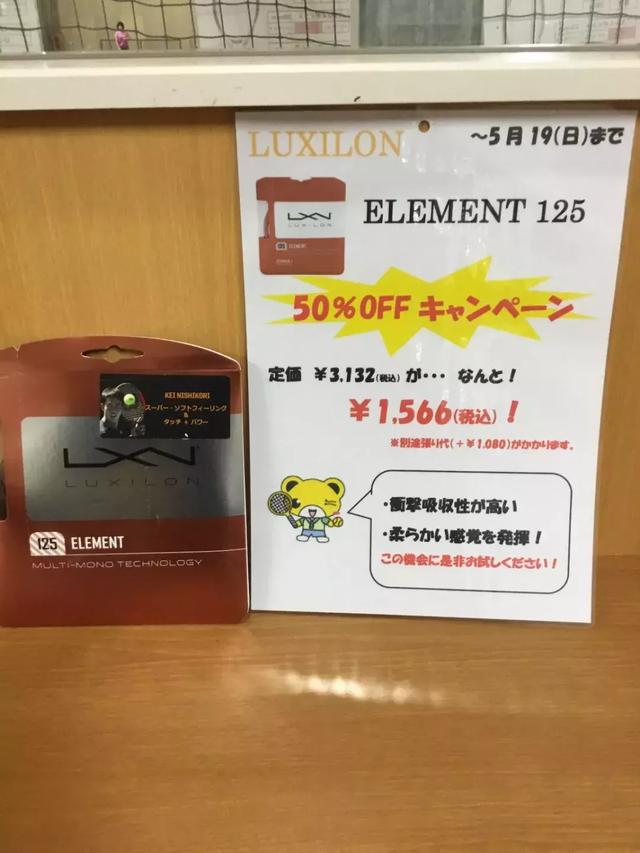 LUXILON
~5月19(日)まで
LXN
LUXILON
125 ELEMENT
ELEMENT 125
50%OFF キャンペーン
定価 ¥3,132(税込)が・・・ なんと!
¥1,566(税込)!
※別途張り代(+¥1,080)がかかります。
・衝撃吸収性が高い
・柔らかい感覚を発揮!
この機会に是非お試しください!
KEI NISHIKORI
スーパー・ソフトフィーリング
&
タッチ + パワー
LXN
LUXILON
125 ELEMENT
MULTI-MONO TECHNOLOGY